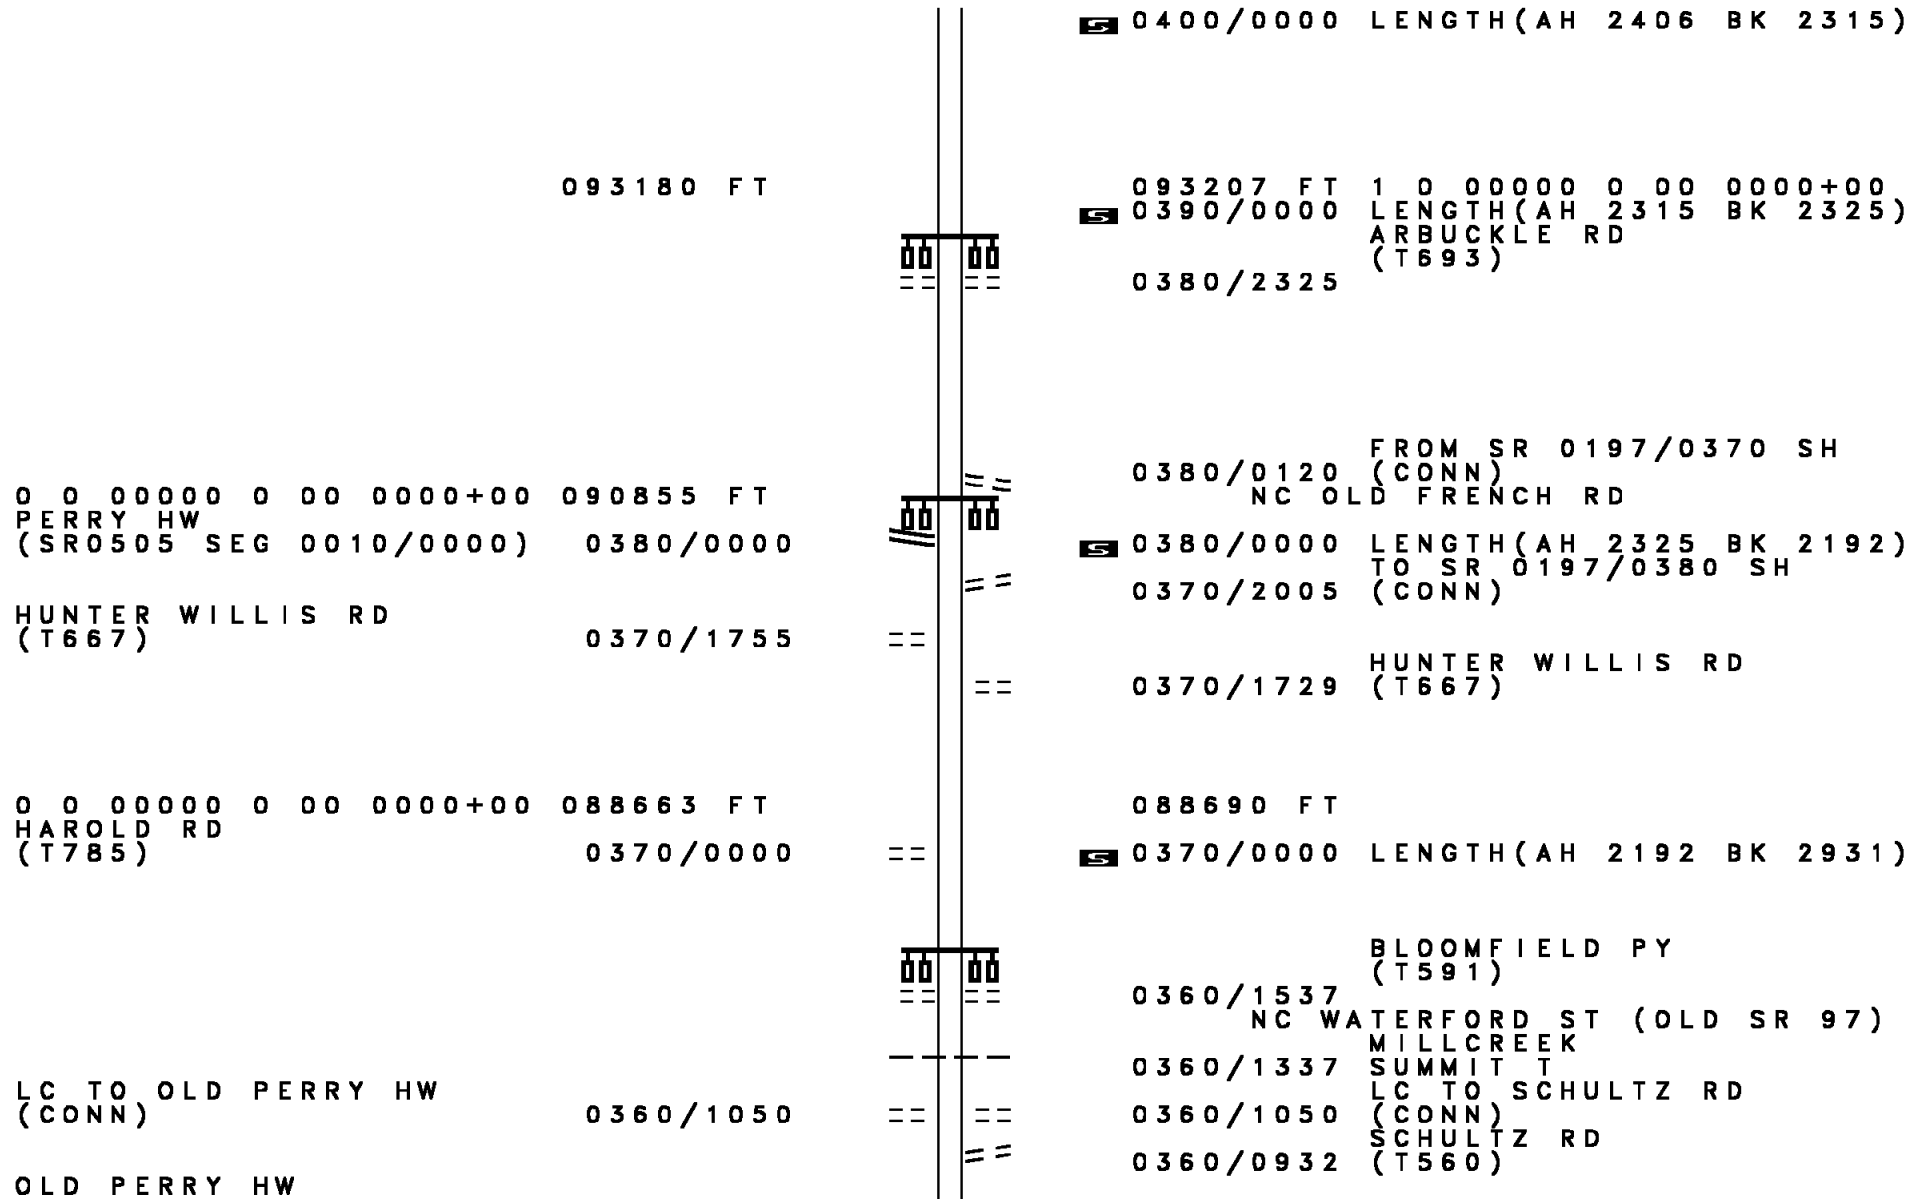 S 0400/0000 LENGTH(AH 2406 BK 2315)
093180 FT 093207 FT 1 0 00000 0 00 0000+00
S 0390/0000 LENGTH(AH 2315 BK 2325)
ARBUCKLE RD
(T693)
0380/2325
FROM SR 0197/0370 SH
0380/0120 (CONN)
0 0 00000 0 00 0000+00 090855 FT NC OLD FRENCH RD
PERRY HW
(SR0505 SEG 0010/0000) 0380/0000 S 0380/0000 LENGTH(AH 2325 BK 2192)
TO SR 0197/0380 SH
0370/2005 (CONN)
HUNTER WILLIS RD
(T667) 0370/1755
HUNTER WILLIS RD
0370/1729 (T667)
0 0 00000 0 00 0000+00 088663 FT 088690 FT
HAROLD RD
(T785) 0370/0000 S 0370/0000 LENGTH(AH 2192 BK 2931)
BLOOMFIELD PY
(T591)
0360/1537
NC WATERFORD ST (OLD SR 97)
MILLCREEK
0360/1337 SUMMIT T
LC TO OLD PERRY HW LC TO SCHULTZ RD
(CONN) 0360/1050 0360/1050 (CONN)
SCHULTZ RD
0360/0932 (T560)
OLD PERRY HW